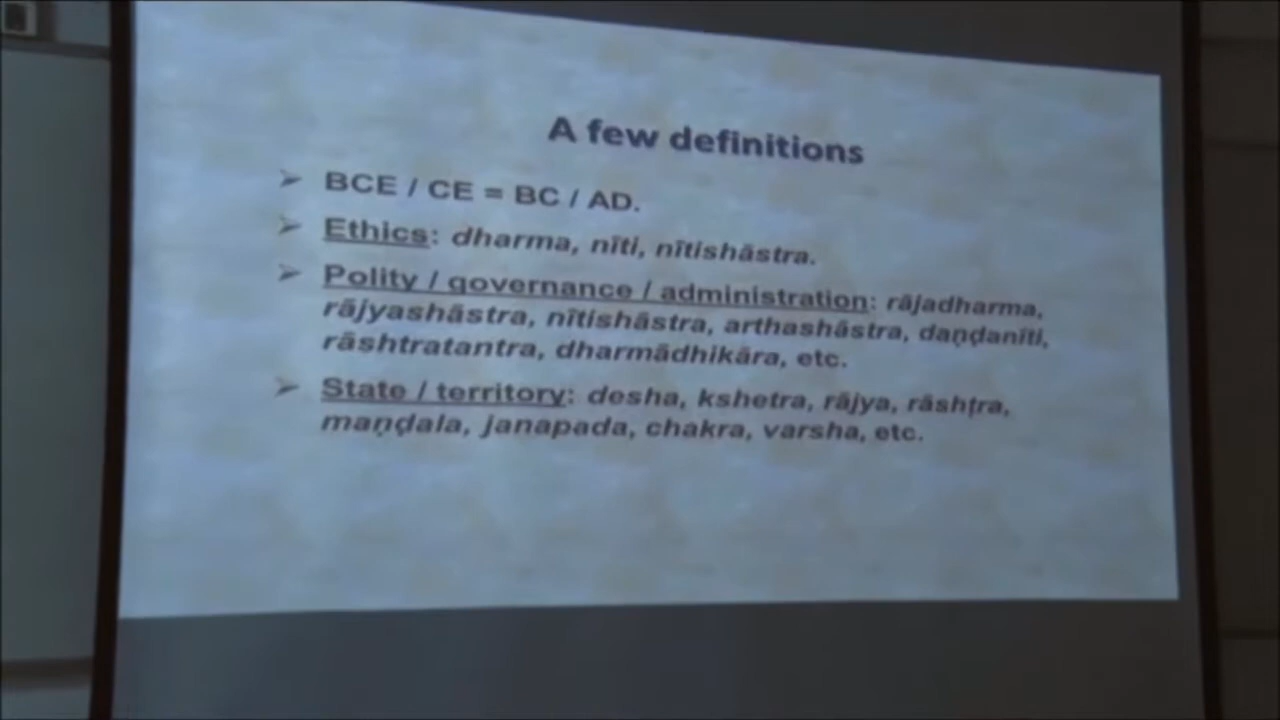 A few definitions
➢ BCE / CE = BC / AD.
➢ Ethics: dharma, nīti, nītishāstra.
➢ Polity / governance / administration: rājadharma,
rājyashāstra, nītishāstra, arthashāstra, daṇḍanīti,
rāshtratantra, dharmādhikāra, etc.
➢ State / territory: desha, kshetra, rājya, rāshṭra,
maṇḍala, janapada, chakra, varsha, etc.